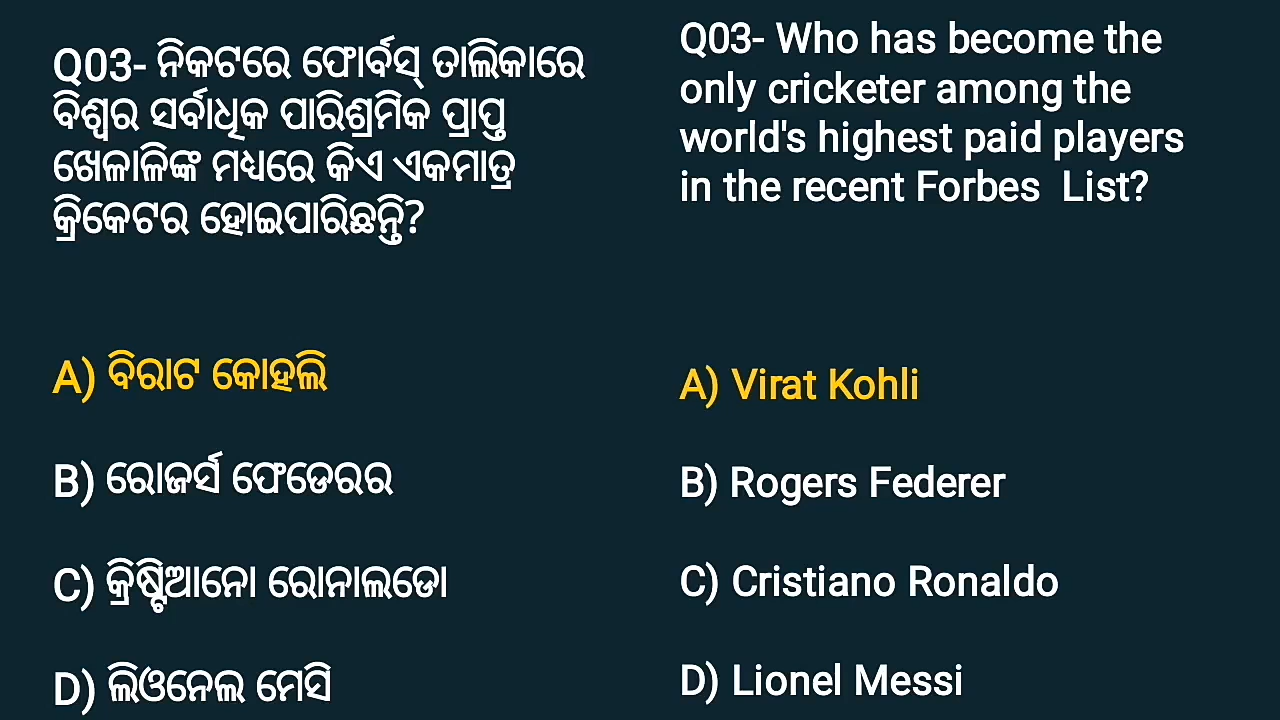 Q03- ନିକଟରେ ଫୋର୍ବସ୍ ତାଲିକାରେ
ବିଶ୍ୱର ସର୍ବାଧିକ ପାରିଶ୍ରମିକ ପ୍ରାପ୍ତ
ଖେଳାଳିଙ୍କ ମଧ୍ୟରେ କିଏ ଏକମାତ୍ର
କ୍ରିକେଟର ହୋଇପାରିଛନ୍ତି?
A) ବିରାଟ କୋହଲି
B) ରୋଜର୍ସ ଫେଡେରର
C) କ୍ରିଷ୍ଟିଆନୋ ରୋନାଲଡୋ
D) ଲିଓନେଲ ମେସି
Q03- Who has become the
only cricketer among the
world's highest paid players
in the recent Forbes List?
A) Virat Kohli
B) Rogers Federer
C) Cristiano Ronaldo
D) Lionel Messi